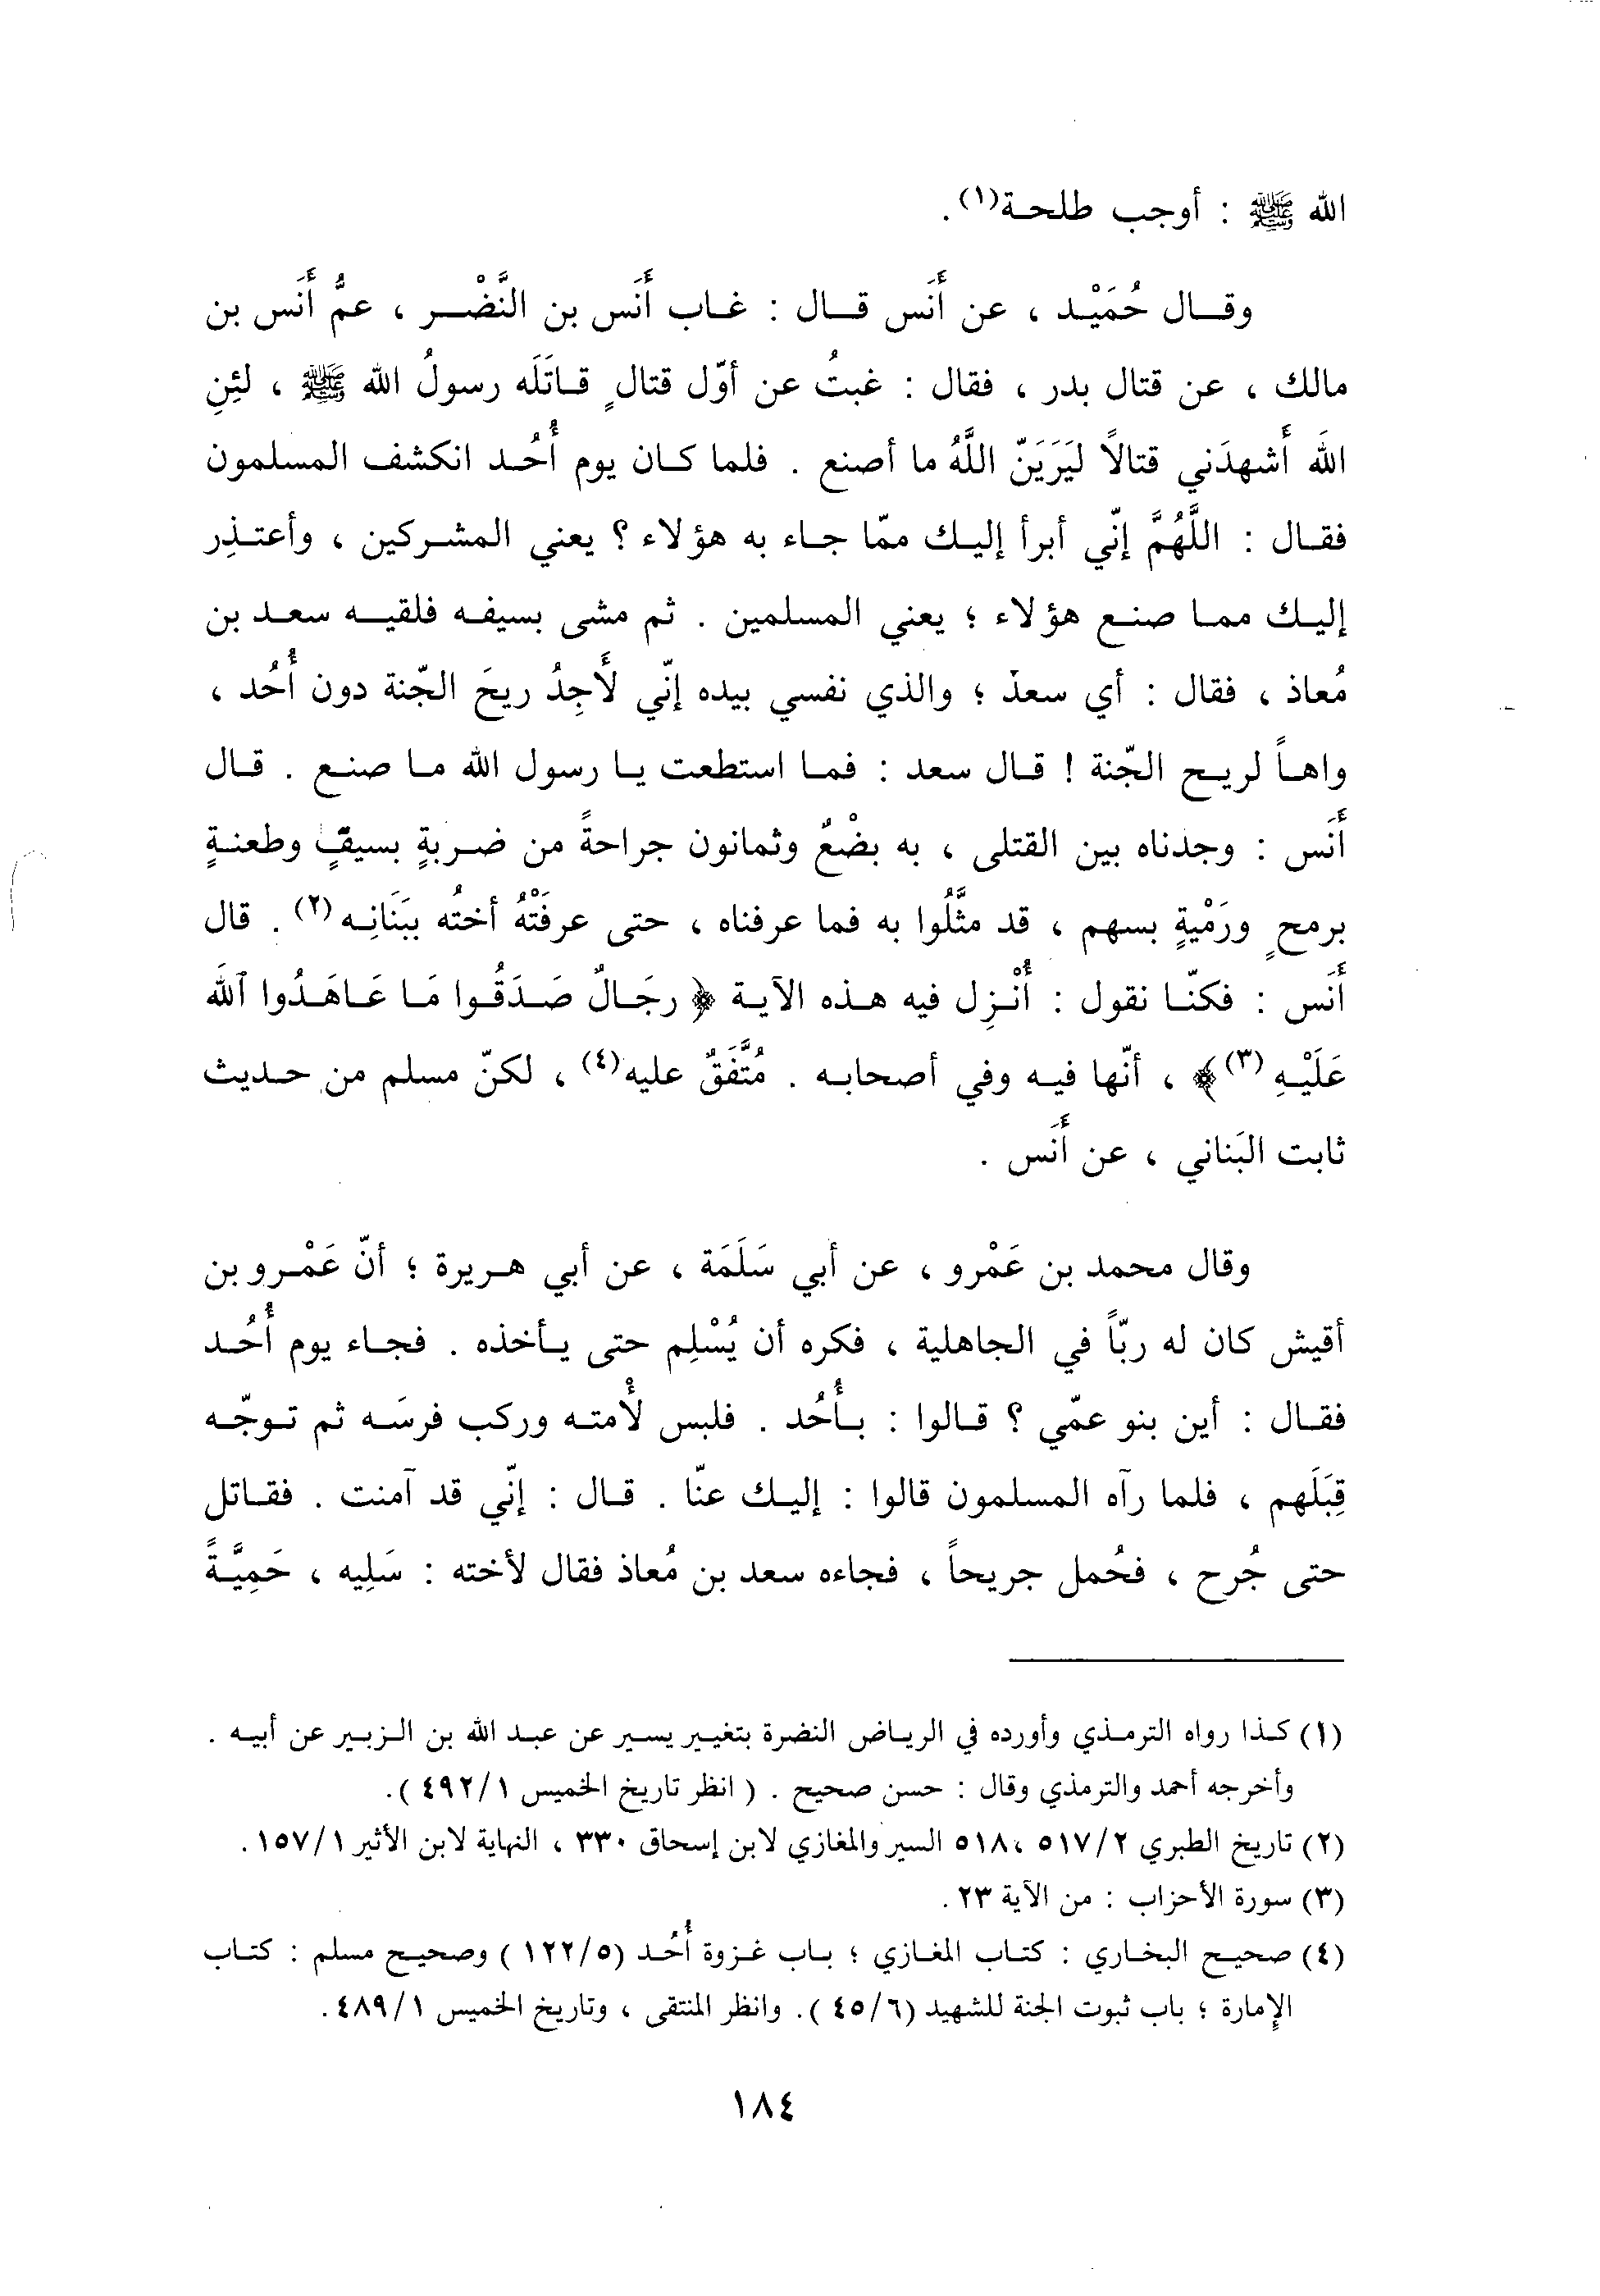 الله ﷺ : أوجب طلحة(١) .
وقال حُمَيْد ، عن أَنَس قال : غاب أَنَس بن النَّضْر ، عمُّ أَنَس بن
مالك ، عن قتال بدر ، فقال : غبتُ عن أوّل قتالٍ قاتَلَه رسولُ الله ﷺ ، لئِنِ
اللَه أَشهدَني قتالاً ليَرَيَنّ اللَّهُ ما أصنع . فلما كان يوم أُحُد انكشف المسلمون
فقال : اللَّهُمَّ إنّي أبرأ إليك ممّا جاء به هؤلاء ؟ يعني المشركين ، وأعتذِر
إليك مما صنع هؤلاء ؛ يعني المسلمين . ثم مشى بسيفه فلقيه سعد بن
مُعاذ ، فقال : أي سعد ؛ والذي نفسي بيده إنّي لَأَجِدُ ريحَ الجّنة دون أُحُد ،
واهاً لريح الجّنة ! قال سعد : فما استطعت يا رسول الله ما صنع . قال
أَنَس : وجدناه بين القتلى ، به بضْعٌ وثمانون جراحةً من ضربةٍ بسيفٍ وطعنةٍ
برمحٍ ورَمْيةٍ بسهم ، قد مثَّلُوا به فما عرفناه ، حتى عرفَتْهُ أختُه ببَنَانِه(٢) . قال
أَنَس : فكنّا نقول : أُنْزِل فيه هذه الآية ﴿ رجَالٌ صَدَقُوا مَا عَاهَدُوا ٱللَّهَ
عَلَيْهِ (٣)﴾ ، أنّها فيه وفي أصحابه . مُتَّفَقٌ عليه(٤) ، لكنّ مسلم من حديث
ثابت البَناني ، عن أَنَس .
وقال محمد بن عَمْرو ، عن أبي سَلَمَة ، عن أبي هريرة ؛ أنّ عَمْرو بن
أقيش كان له ربّاً في الجاهلية ، فكره أن يُسْلِم حتى يأخذه . فجاء يوم أُحُد
فقال : أين بنو عمّي ؟ قالوا : بأُحُد . فلبس لأْمته وركب فرسَه ثم توجّه
قِبَلَهم ، فلما رآه المسلمون قالوا : إليك عنّا . قال : إنّي قد آمنت . فقاتل
حتى جُرح ، فحُمل جريحاً ، فجاءه سعد بن مُعاذ فقال لأخته : سَلِيه ، حَمِيَّةً
(١) كذا رواه الترمذي وأورده في الرياض النضرة بتغيير يسير عن عبد الله بن الزبير عن أبيه .
وأخرجه أحمد والترمذي وقال : حسن صحيح . ( انظر تاريخ الخميس ٤٩٢/١ ).
(٢) تاريخ الطبري ٥١٧/٢ ، ٥١٨ السير والمغازي لابن إسحاق ٣٣٠ ، النهاية لابن الأثير ١٥٧/١ .
(٣) سورة الأحزاب : من الآية ٢٣ .
(٤) صحيح البخاري : كتاب المغازي ؛ باب غزوة أُحُد (١٢٢/٥ ) وصحيح مسلم : كتاب
الإمارة ؛ باب ثبوت الجنة للشهيد (٤٥/٦ ). وانظر المنتقى ، وتاريخ الخميس ٤٨٩/١ .
١٨٤